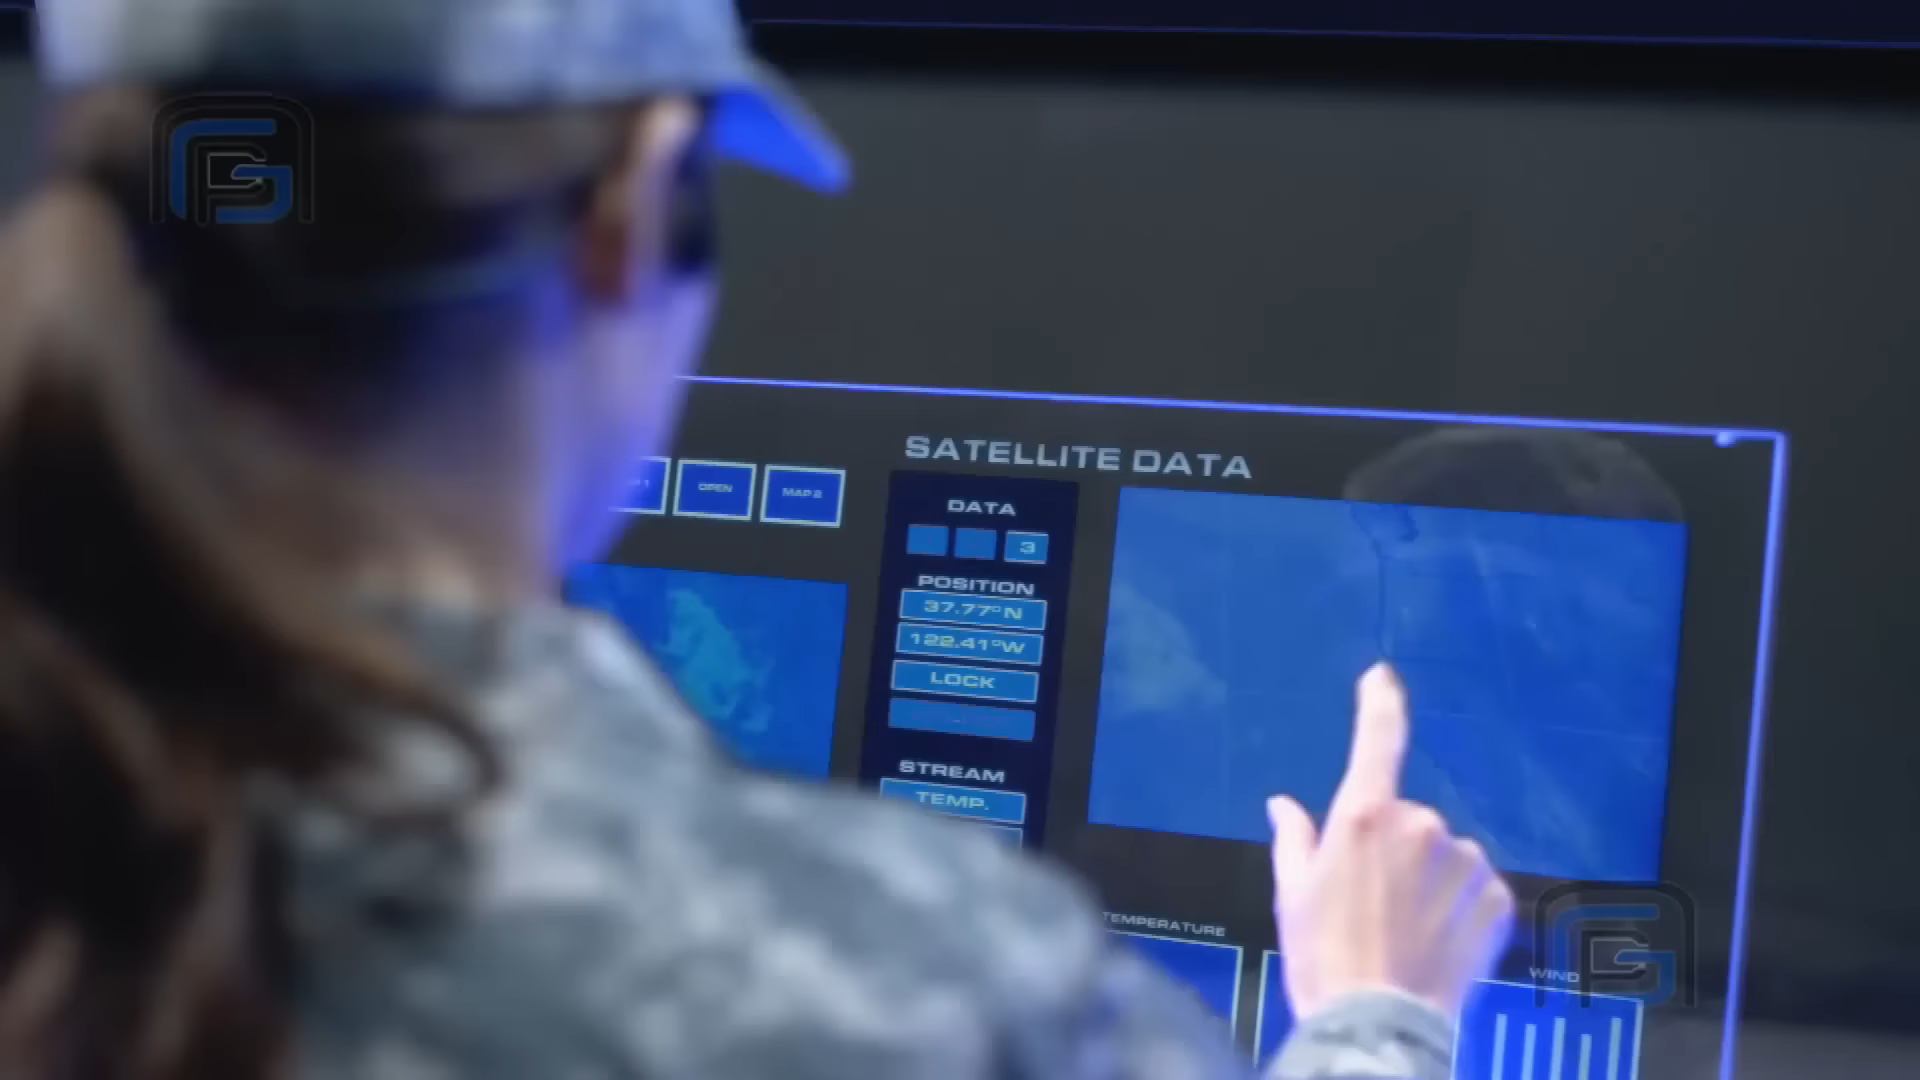 SATELLITE DATA
OPEN
MAP 2
DATA
3
POSITION
37.77°N
122.41°W
LOCK
STREAM
TEMP.
TEMPERATURE
WIND